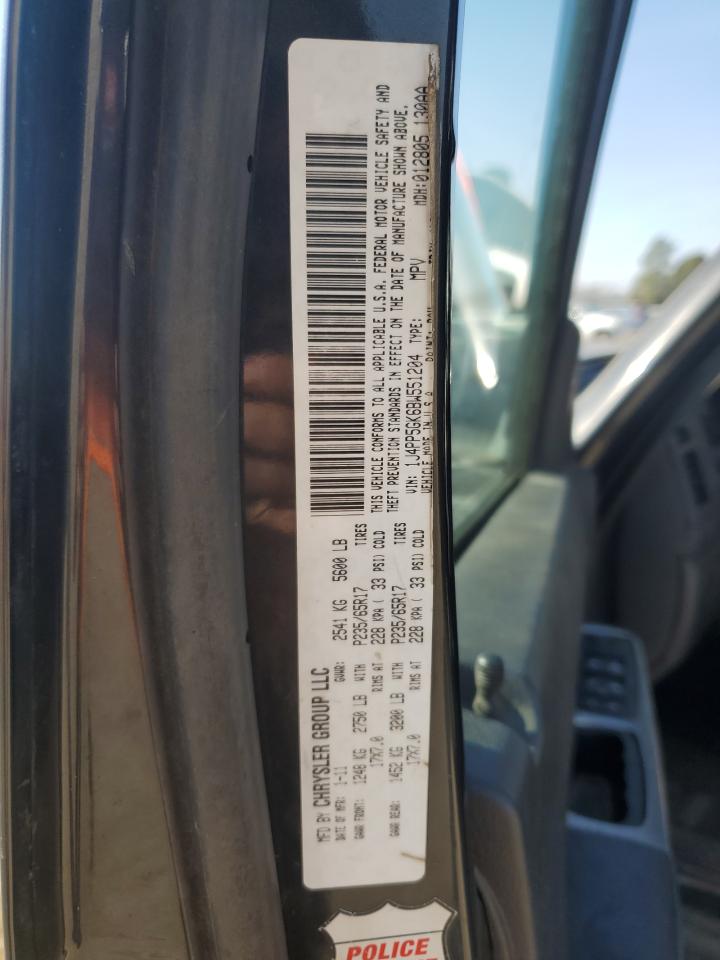 MFD BY CHRYSLER GROUP LLC
DATE OF MFR: 1-11 GVWR: 2541 KG 5600 LB
GAWR FRONT: 1248 KG 2750 LB WITH P235/65R17 TIRES
17X7.0 RIMS AT 228 KPA ( 33 PSI) COLD
GAWR REAR: 1452 KG 3200 LB WITH P235/65R17 TIRES
17X7.0 RIMS AT 228 KPA ( 33 PSI) COLD
THIS VEHICLE CONFORMS TO ALL APPLICABLE U.S.A. FEDERAL MOTOR VEHICLE SAFETY AND
THEFT PREVENTION STANDARDS IN EFFECT ON THE DATE OF MANUFACTURE SHOWN ABOVE.
VIN: 1J4PP5GK6BW551204 TYPE: MPV MDH:012805 130AA
VEHICLE MADE IN U.S.A
POLICE